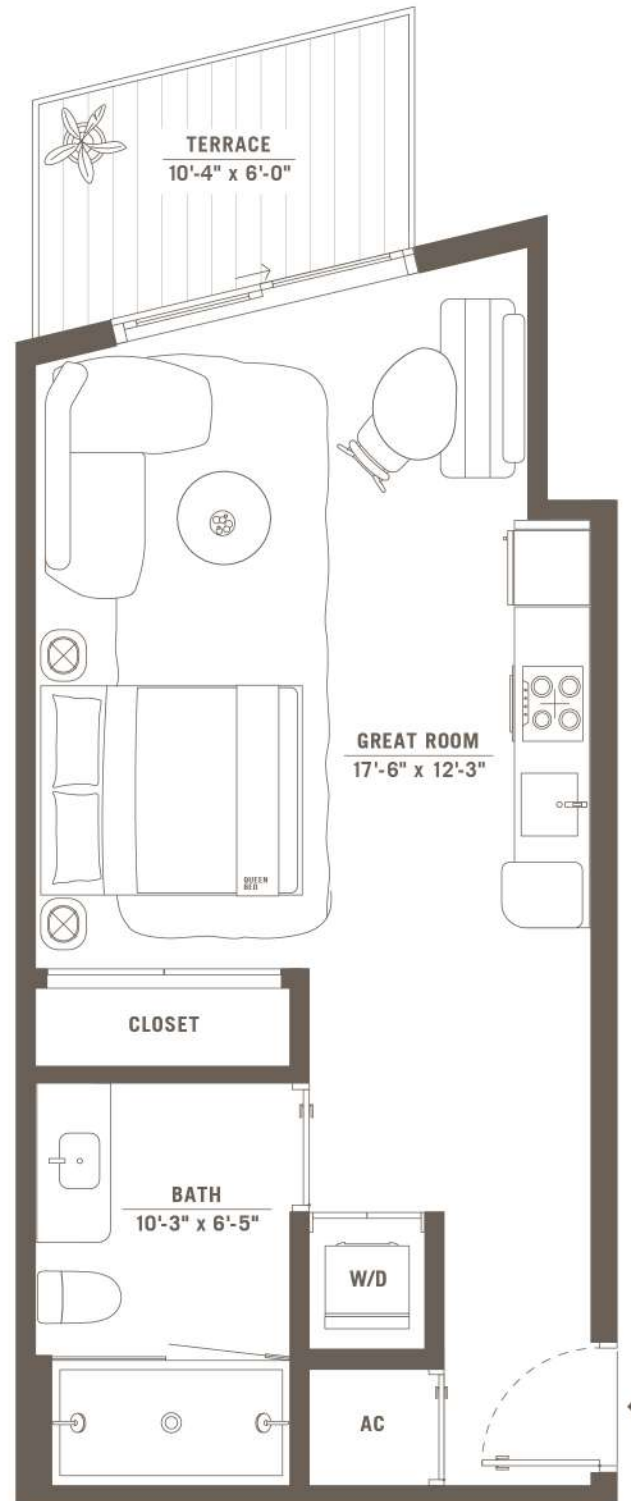 TERRACE
10'-4" x 6'-0"
GREAT ROOM
17'-6" x 12'-3"
QUEEN
BED
CLOSET
BATH
10'-3" x 6'-5"
W/D
AC